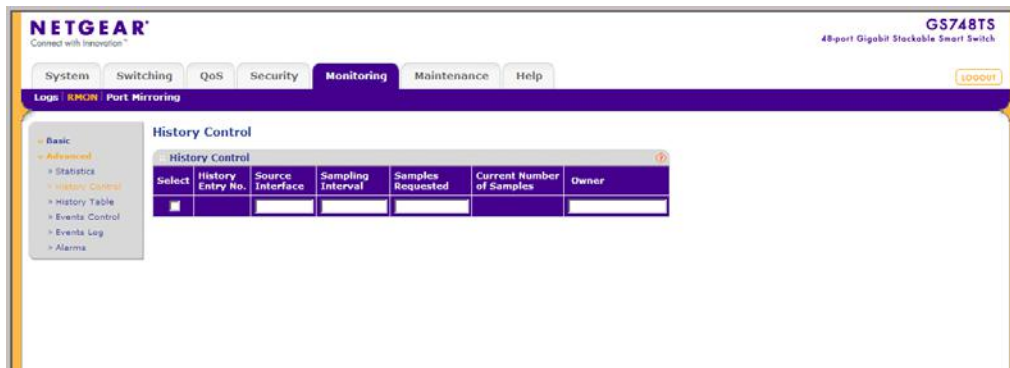 NETGEAR
Connect with Innovation™
GS748TS
48-port Gigabit Stackable Smart Switch
System Switching QoS Security Monitoring Maintenance Help
LOGOUT
Logs RMON Port Mirroring
Basic
Advanced
Statistics
History Control
History Table
Events Control
Events Log
Alarms
History Control
History Control
Select History Entry No. Source Interface Sampling Interval Samples Requested Current Number of Samples Owner